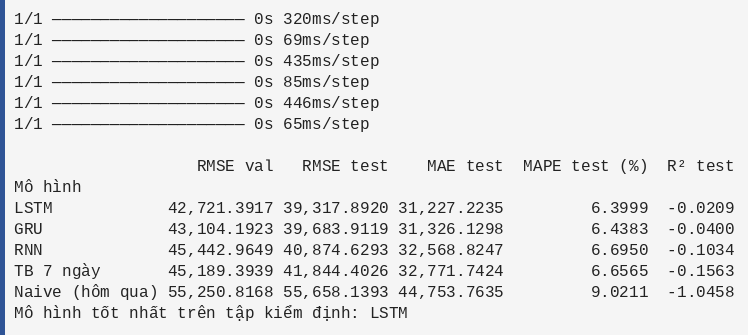 1/1 ──────────────────── 0s 320ms/step
1/1 ──────────────────── 0s 69ms/step
1/1 ──────────────────── 0s 435ms/step
1/1 ──────────────────── 0s 85ms/step
1/1 ──────────────────── 0s 446ms/step
1/1 ──────────────────── 0s 65ms/step
RMSE val RMSE test MAE test MAPE test (%) R² test
Mô hình
LSTM 42,721.3917 39,317.8920 31,227.2235 6.3999 -0.0209
GRU 43,104.1923 39,683.9119 31,326.1298 6.4383 -0.0400
RNN 45,442.9649 40,874.6293 32,568.8247 6.6950 -0.1034
TB 7 ngày 45,189.3939 41,844.4026 32,771.7424 6.6565 -0.1563
Naive (hôm qua) 55,250.8168 55,658.1393 44,753.7635 9.0211 -1.0458
Mô hình tốt nhất trên tập kiểm định: LSTM